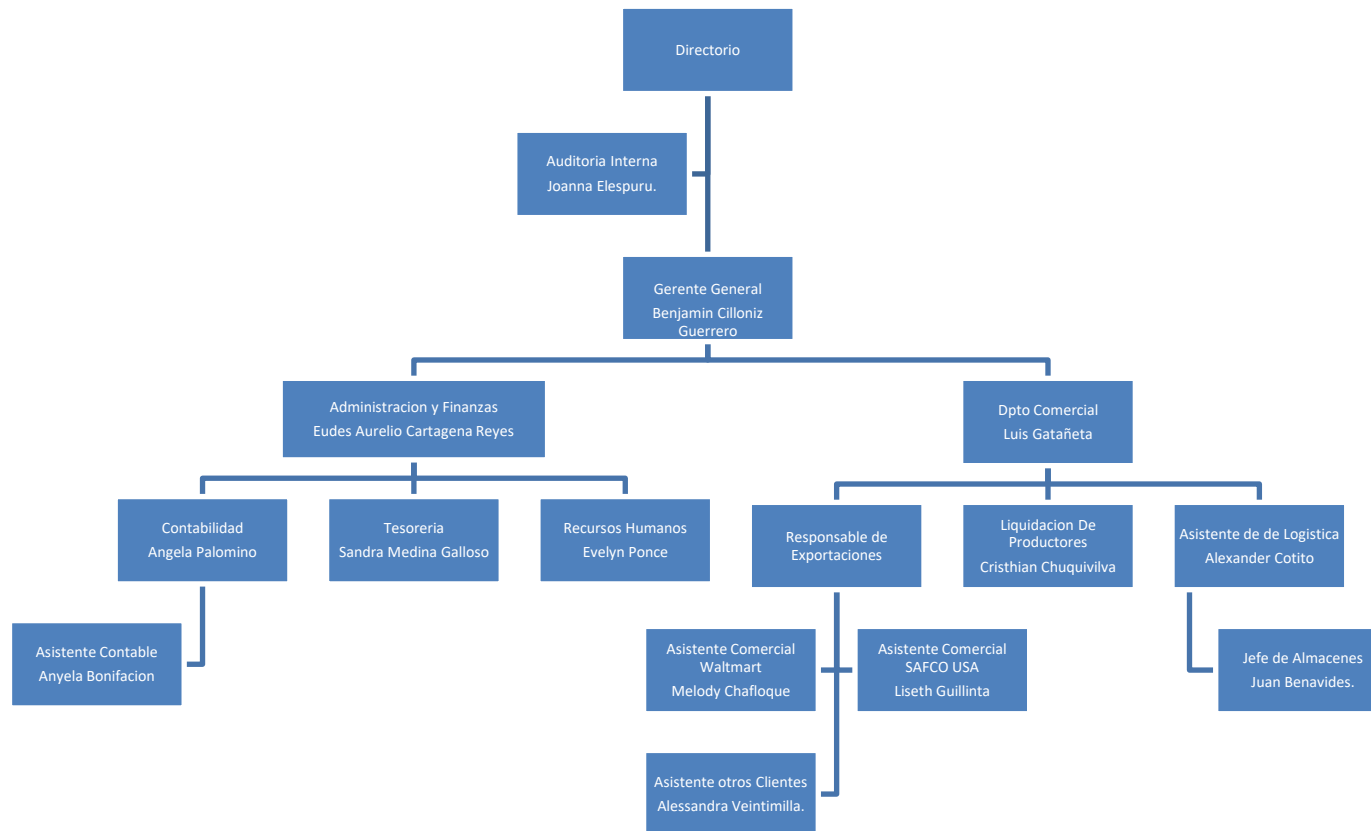 Directorio
Auditoria Interna
Joanna Elespuru.
Gerente General
Benjamin Cilloniz
Guerrero
Administracion y Finanzas
Eudes Aurelio Cartagena Reyes
Dpto Comercial
Luis Gatañeta
Contabilidad
Angela Palomino
Tesoreria
Sandra Medina Galloso
Recursos Humanos
Evelyn Ponce
Responsable de
Exportaciones
Liquidacion De
Productores
Cristhian Chuquivilva
Asistente de de Logistica
Alexander Cotito
Asistente Contable
Anyela Bonifacion
Asistente Comercial
Waltmart
Melody Chafloque
Asistente Comercial
SAFCO USA
Liseth Guillinta
Jefe de Almacenes
Juan Benavides.
Asistente otros Clientes
Alessandra Veintimilla.